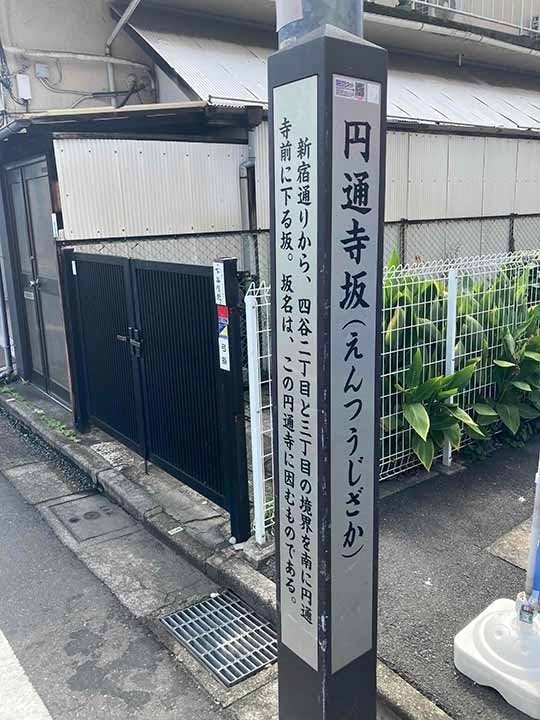 円通寺坂(えんつうじざか)
新宿通りから、四谷二丁目と三丁目の境界を南に円通
寺前に下る坂。坂名は、この円通寺に因むものである。